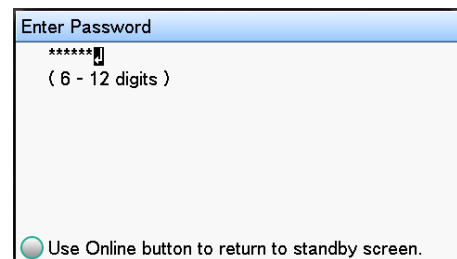 Enter Password
******↲
( 6 - 12 digits )
Use Online button to return to standby screen.